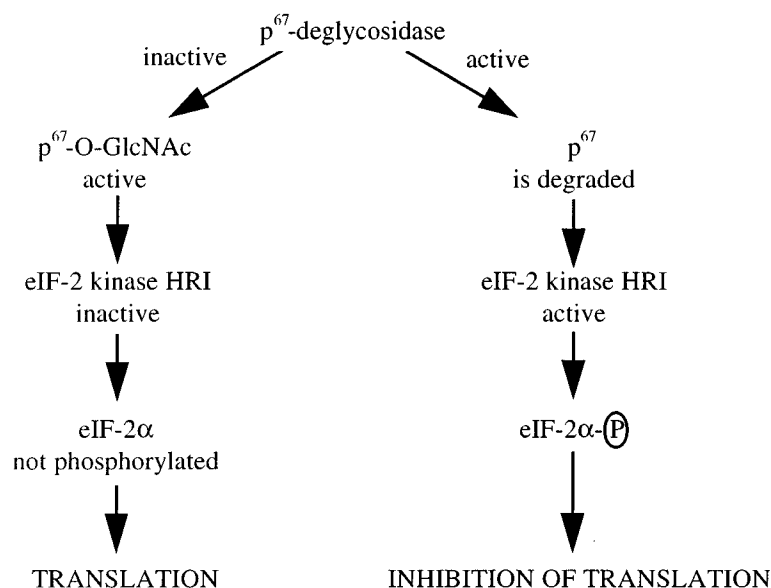 p⁶⁷-deglycosidase
inactive
active
p⁶⁷-O-GlcNAc
active
p⁶⁷
is degraded
eIF-2 kinase HRI
inactive
eIF-2 kinase HRI
active
eIF-2α
not phosphorylated
eIF-2α-Ⓟ
TRANSLATION
INHIBITION OF TRANSLATION